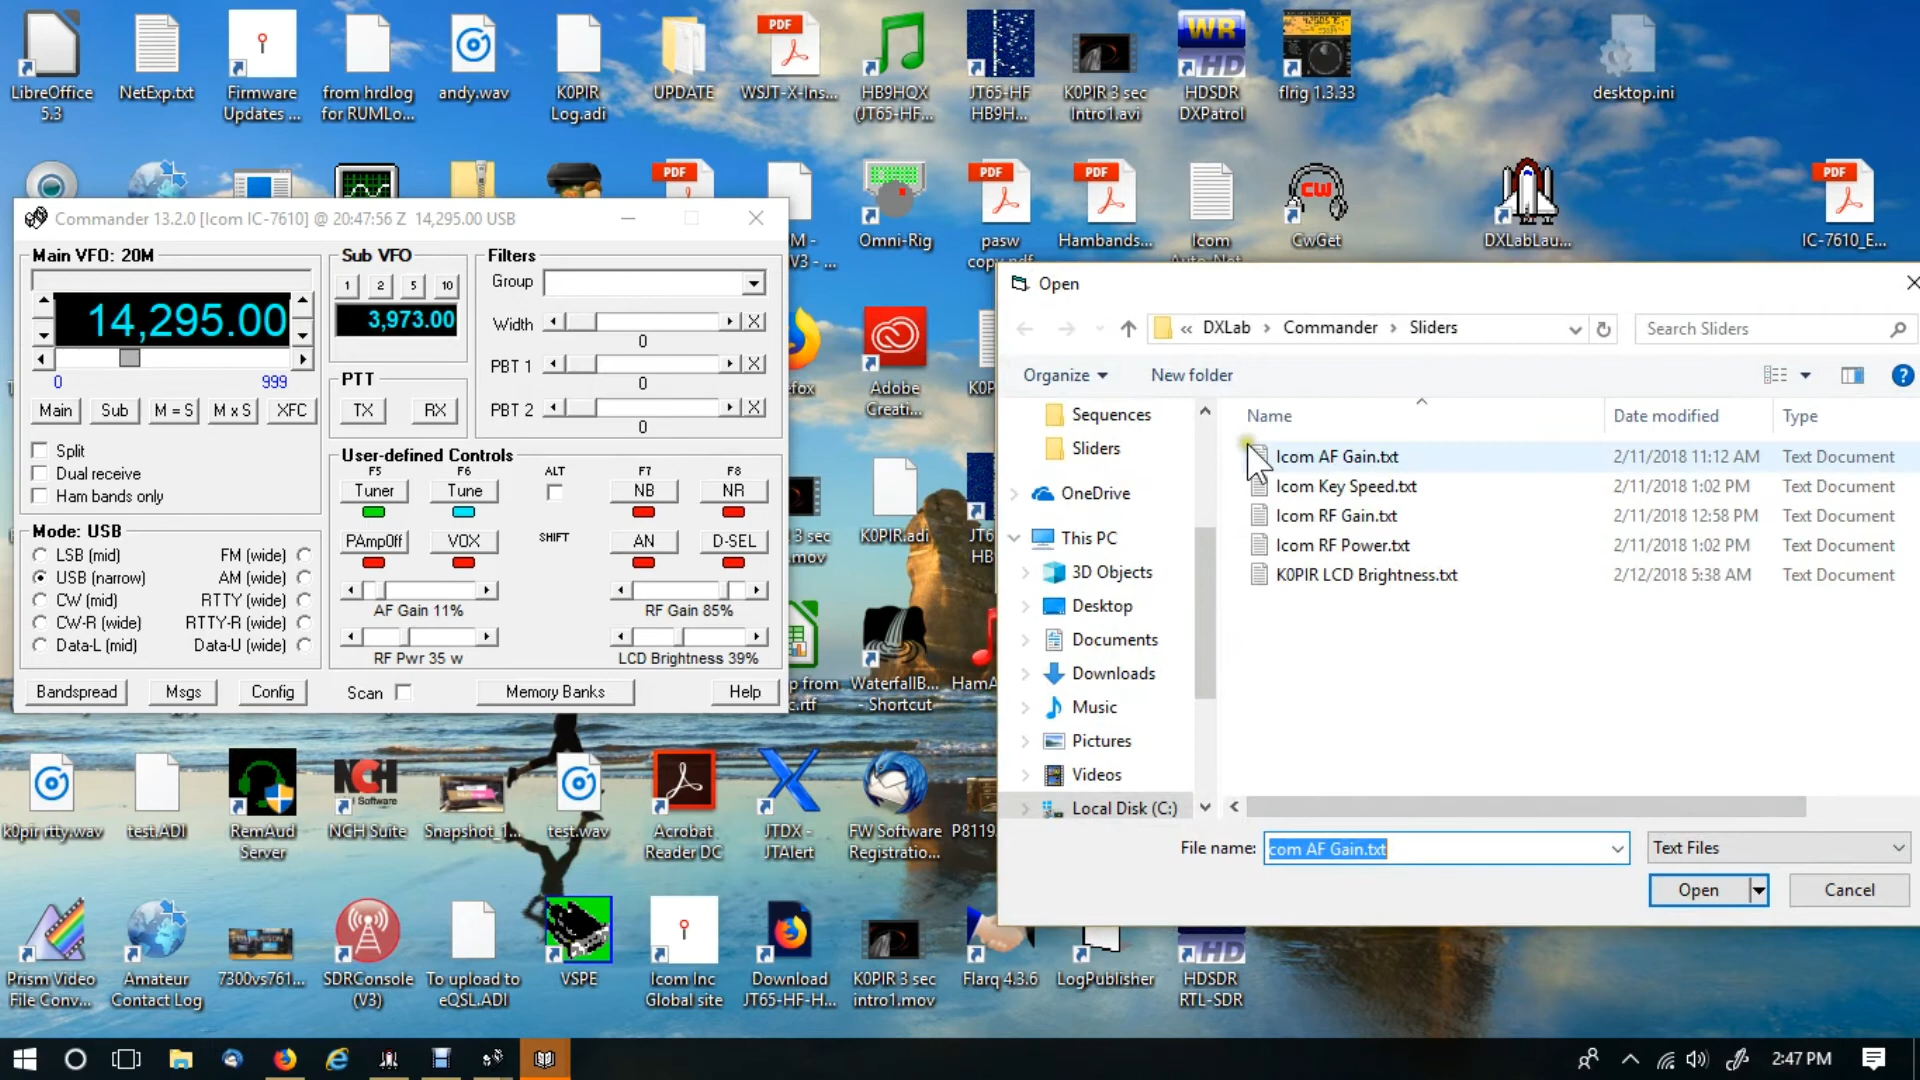 LibreOffice 5.3
NetExp.txt
Firmware Updates ...
from hrdlog for RUMLo...
andy.wav
K0PIR Log.adi
UPDATE
WSJT-X-Ins...
HB9HQX (JT65-HF...
JT65-HF HB9H...
K0PIR 3 sec Intro1.avi
HDSDR DXPatrol
flrig 1.3.33
desktop.ini
Omni-Rig
pasw copy.pdf
Hambands...
Icom
CwGet
DXLabLau...
IC-7610_E...
Commander 13.2.0 [Icom IC-7610] @ 20:47:56 Z 14,295.00 USB
Main VFO: 20M
14,295.00
0 999
Main Sub M = S M x S XFC
Split
Dual receive
Ham bands only
Mode: USB
LSB (mid) FM (wide)
USB (narrow) AM (wide)
CW (mid) RTTY (wide)
CW-R (wide) RTTY-R (wide)
Data-L (mid) Data-U (wide)
Bandspread Msgs Config
Sub VFO
1 2 5 10
3,973.00
PTT
TX RX
Filters
Group
Width
0
PBT 1
0
PBT 2
0
User-defined Controls
F5 F6 ALT F7 F8
Tuner Tune NB NR
PAmpOff VOX SHIFT AN D-SEL
AF Gain 11% RF Gain 85%
RF Pwr 35 w LCD Brightness 39%
Scan Memory Banks Help
Open
« DXLab › Commander › Sliders
Search Sliders
Organize New folder
Sequences
Sliders
OneDrive
This PC
3D Objects
Desktop
Documents
Downloads
Music
Pictures
Videos
Local Disk (C:)
Name Date modified Type
Icom AF Gain.txt 2/11/2018 11:12 AM Text Document
Icom Key Speed.txt 2/11/2018 1:02 PM Text Document
Icom RF Gain.txt 2/11/2018 12:58 PM Text Document
Icom RF Power.txt 2/11/2018 1:02 PM Text Document
K0PIR LCD Brightness.txt 2/12/2018 5:38 AM Text Document
File name: com AF Gain.txt Text Files
Open Cancel
Adobe Creati...
K0PIR.adi
WaterfallB... - Shortcut
k0pir rtty.wav
test.ADI
RemAud Server
NCH Suite
Snapshot_1...
test.wav
Acrobat Reader DC
JTDX - JTAlert
FW Software Registratio...
P8119
Prism Video File Conv...
Amateur Contact Log
7300vs761...
SDRConsole (V3)
To upload to eQSL.ADI
VSPE
Icom Inc Global site
Download JT65-HF-H...
K0PIR 3 sec intro1.mov
Flarq 4.3.6
LogPublisher
HDSDR RTL-SDR
2:47 PM